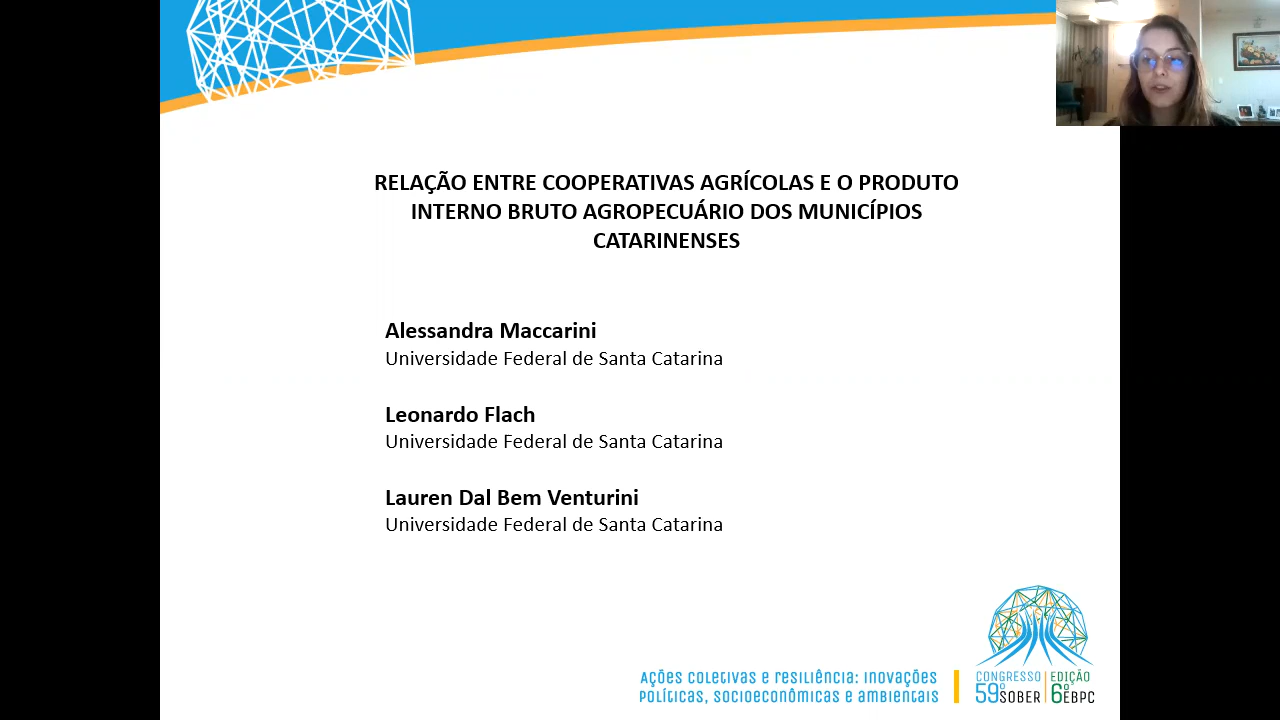 RELAÇÃO ENTRE COOPERATIVAS AGRÍCOLAS E O PRODUTO
INTERNO BRUTO AGROPECUÁRIO DOS MUNICÍPIOS
CATARINENSES
Alessandra Maccarini
Universidade Federal de Santa Catarina
Leonardo Flach
Universidade Federal de Santa Catarina
Lauren Dal Bem Venturini
Universidade Federal de Santa Catarina
Ações coletivas e resiliência: inovações
políticas, socioeconômicas e ambientais
CONGRESSO
59º SOBER
EDIÇÃO
6º EBPC